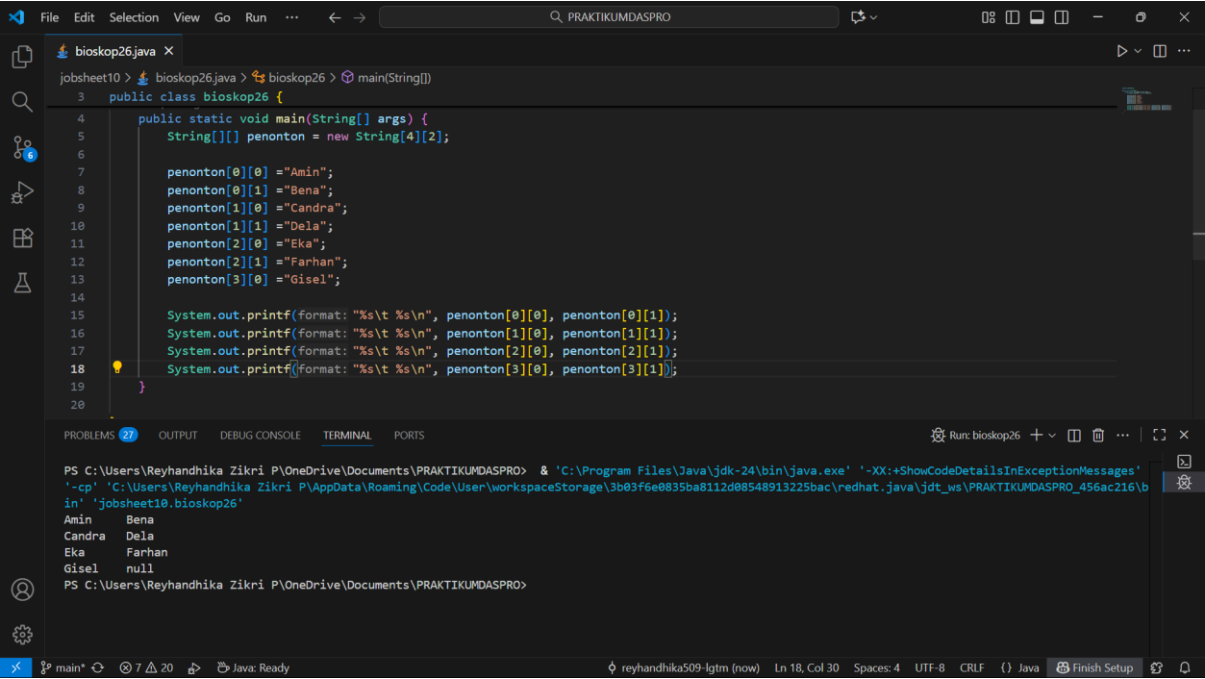 File Edit Selection View Go Run ··· ← → PRAKTIKUMDASPRO
bioskop26.java ×
jobsheet10 > bioskop26.java > bioskop26 > main(String[])
3 public class bioskop26 {
4 public static void main(String[] args) {
5 String[][] penonton = new String[4][2];
6
7 penonton[0][0] ="Amin";
8 penonton[0][1] ="Bena";
9 penonton[1][0] ="Candra";
10 penonton[1][1] ="Dela";
11 penonton[2][0] ="Eka";
12 penonton[2][1] ="Farhan";
13 penonton[3][0] ="Gisel";
14
15 System.out.printf(format:"%s\t %s\n", penonton[0][0], penonton[0][1]);
16 System.out.printf(format:"%s\t %s\n", penonton[1][0], penonton[1][1]);
17 System.out.printf(format:"%s\t %s\n", penonton[2][0], penonton[2][1]);
18 System.out.printf(format:"%s\t %s\n", penonton[3][0], penonton[3][1]);
19 }
20
6
PROBLEMS 27 OUTPUT DEBUG CONSOLE TERMINAL PORTS Run: bioskop26
PS C:\Users\Reyhandhika Zikri P\OneDrive\Documents\PRAKTIKUMDASPRO> & 'C:\Program Files\Java\jdk-24\bin\java.exe' '-XX:+ShowCodeDetailsInExceptionMessages'
'-cp' 'C:\Users\Reyhandhika Zikri P\AppData\Roaming\Code\User\workspaceStorage\3b03f6e0835ba8112d08548913225bac\redhat.java\jdt_ws\PRAKTIKUMDASPRO_456ac216\b
in' 'jobsheet10.bioskop26'
Amin Bena
Candra Dela
Eka Farhan
Gisel null
PS C:\Users\Reyhandhika Zikri P\OneDrive\Documents\PRAKTIKUMDASPRO>
main* 7 20 Java: Ready reyhandhika509-lgtm (now) Ln 18, Col 30 Spaces: 4 UTF-8 CRLF {} Java Finish Setup